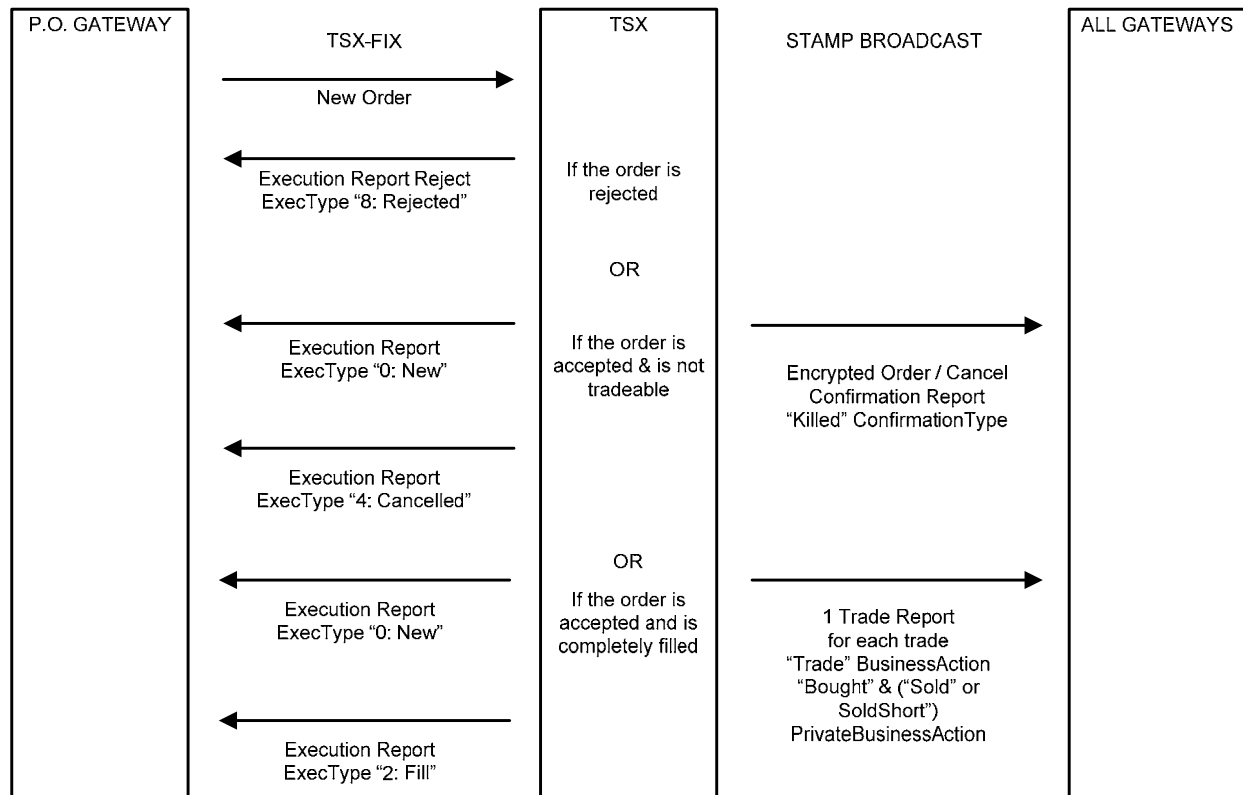 P.O. GATEWAY
TSX-FIX
TSX
STAMP BROADCAST
ALL GATEWAYS
New Order
Execution Report Reject
ExecType “8: Rejected”
If the order is
rejected
OR
Execution Report
ExecType “0: New”
If the order is
accepted & is not
tradeable
Encrypted Order / Cancel
Confirmation Report
“Killed” ConfirmationType
Execution Report
ExecType “4: Cancelled”
OR
If the order is
accepted and is
completely filled
Execution Report
ExecType “0: New”
1 Trade Report
for each trade
“Trade” BusinessAction
“Bought” & (“Sold” or
SoldShort”)
PrivateBusinessAction
Execution Report
ExecType “2: Fill”